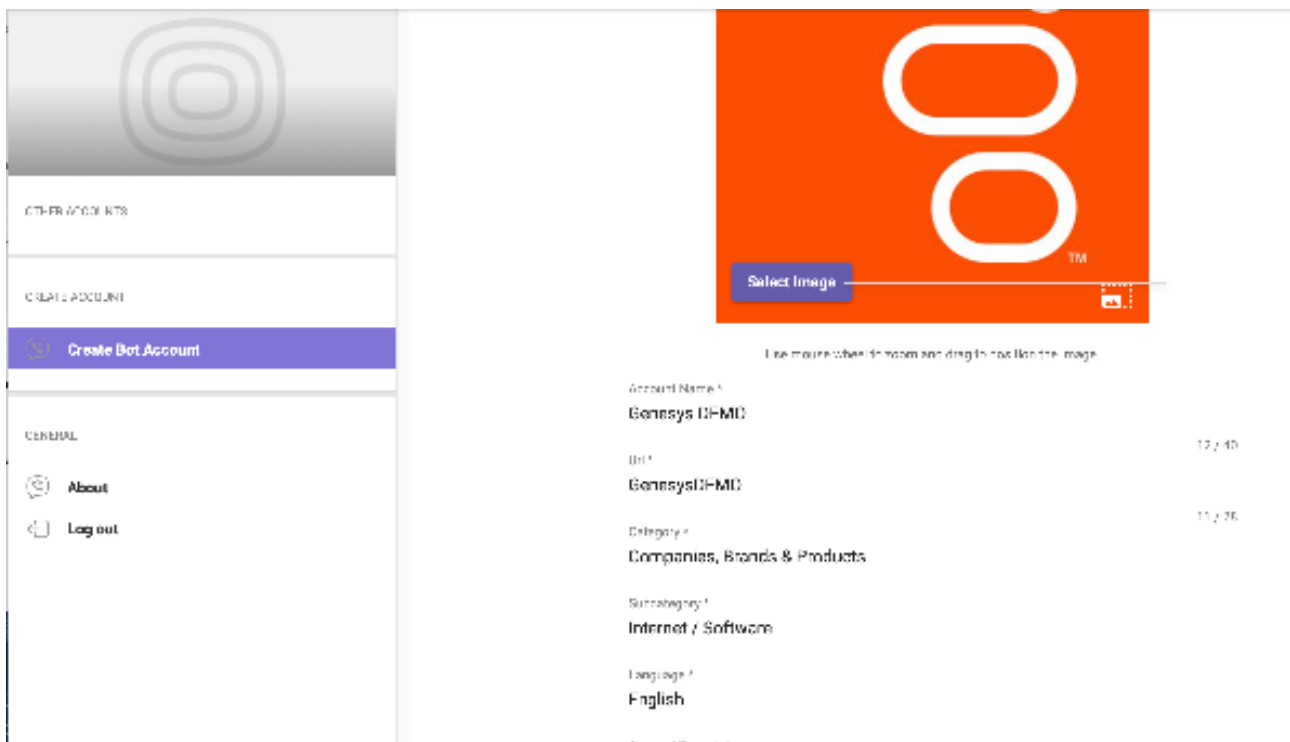 OTHER ACCOUNTS
CREATE ACCOUNT
Create Bot Account
GENERAL
About
Log out
TM
Select Image
Use mouse wheel to zoom and drag to position the image
Account Name *
Genesys DEMO
12 / 40
Url *
GenesysDEMO
11 / 28
Category *
Companies, Brands & Products
Subcategory *
Internet / Software
Language *
English